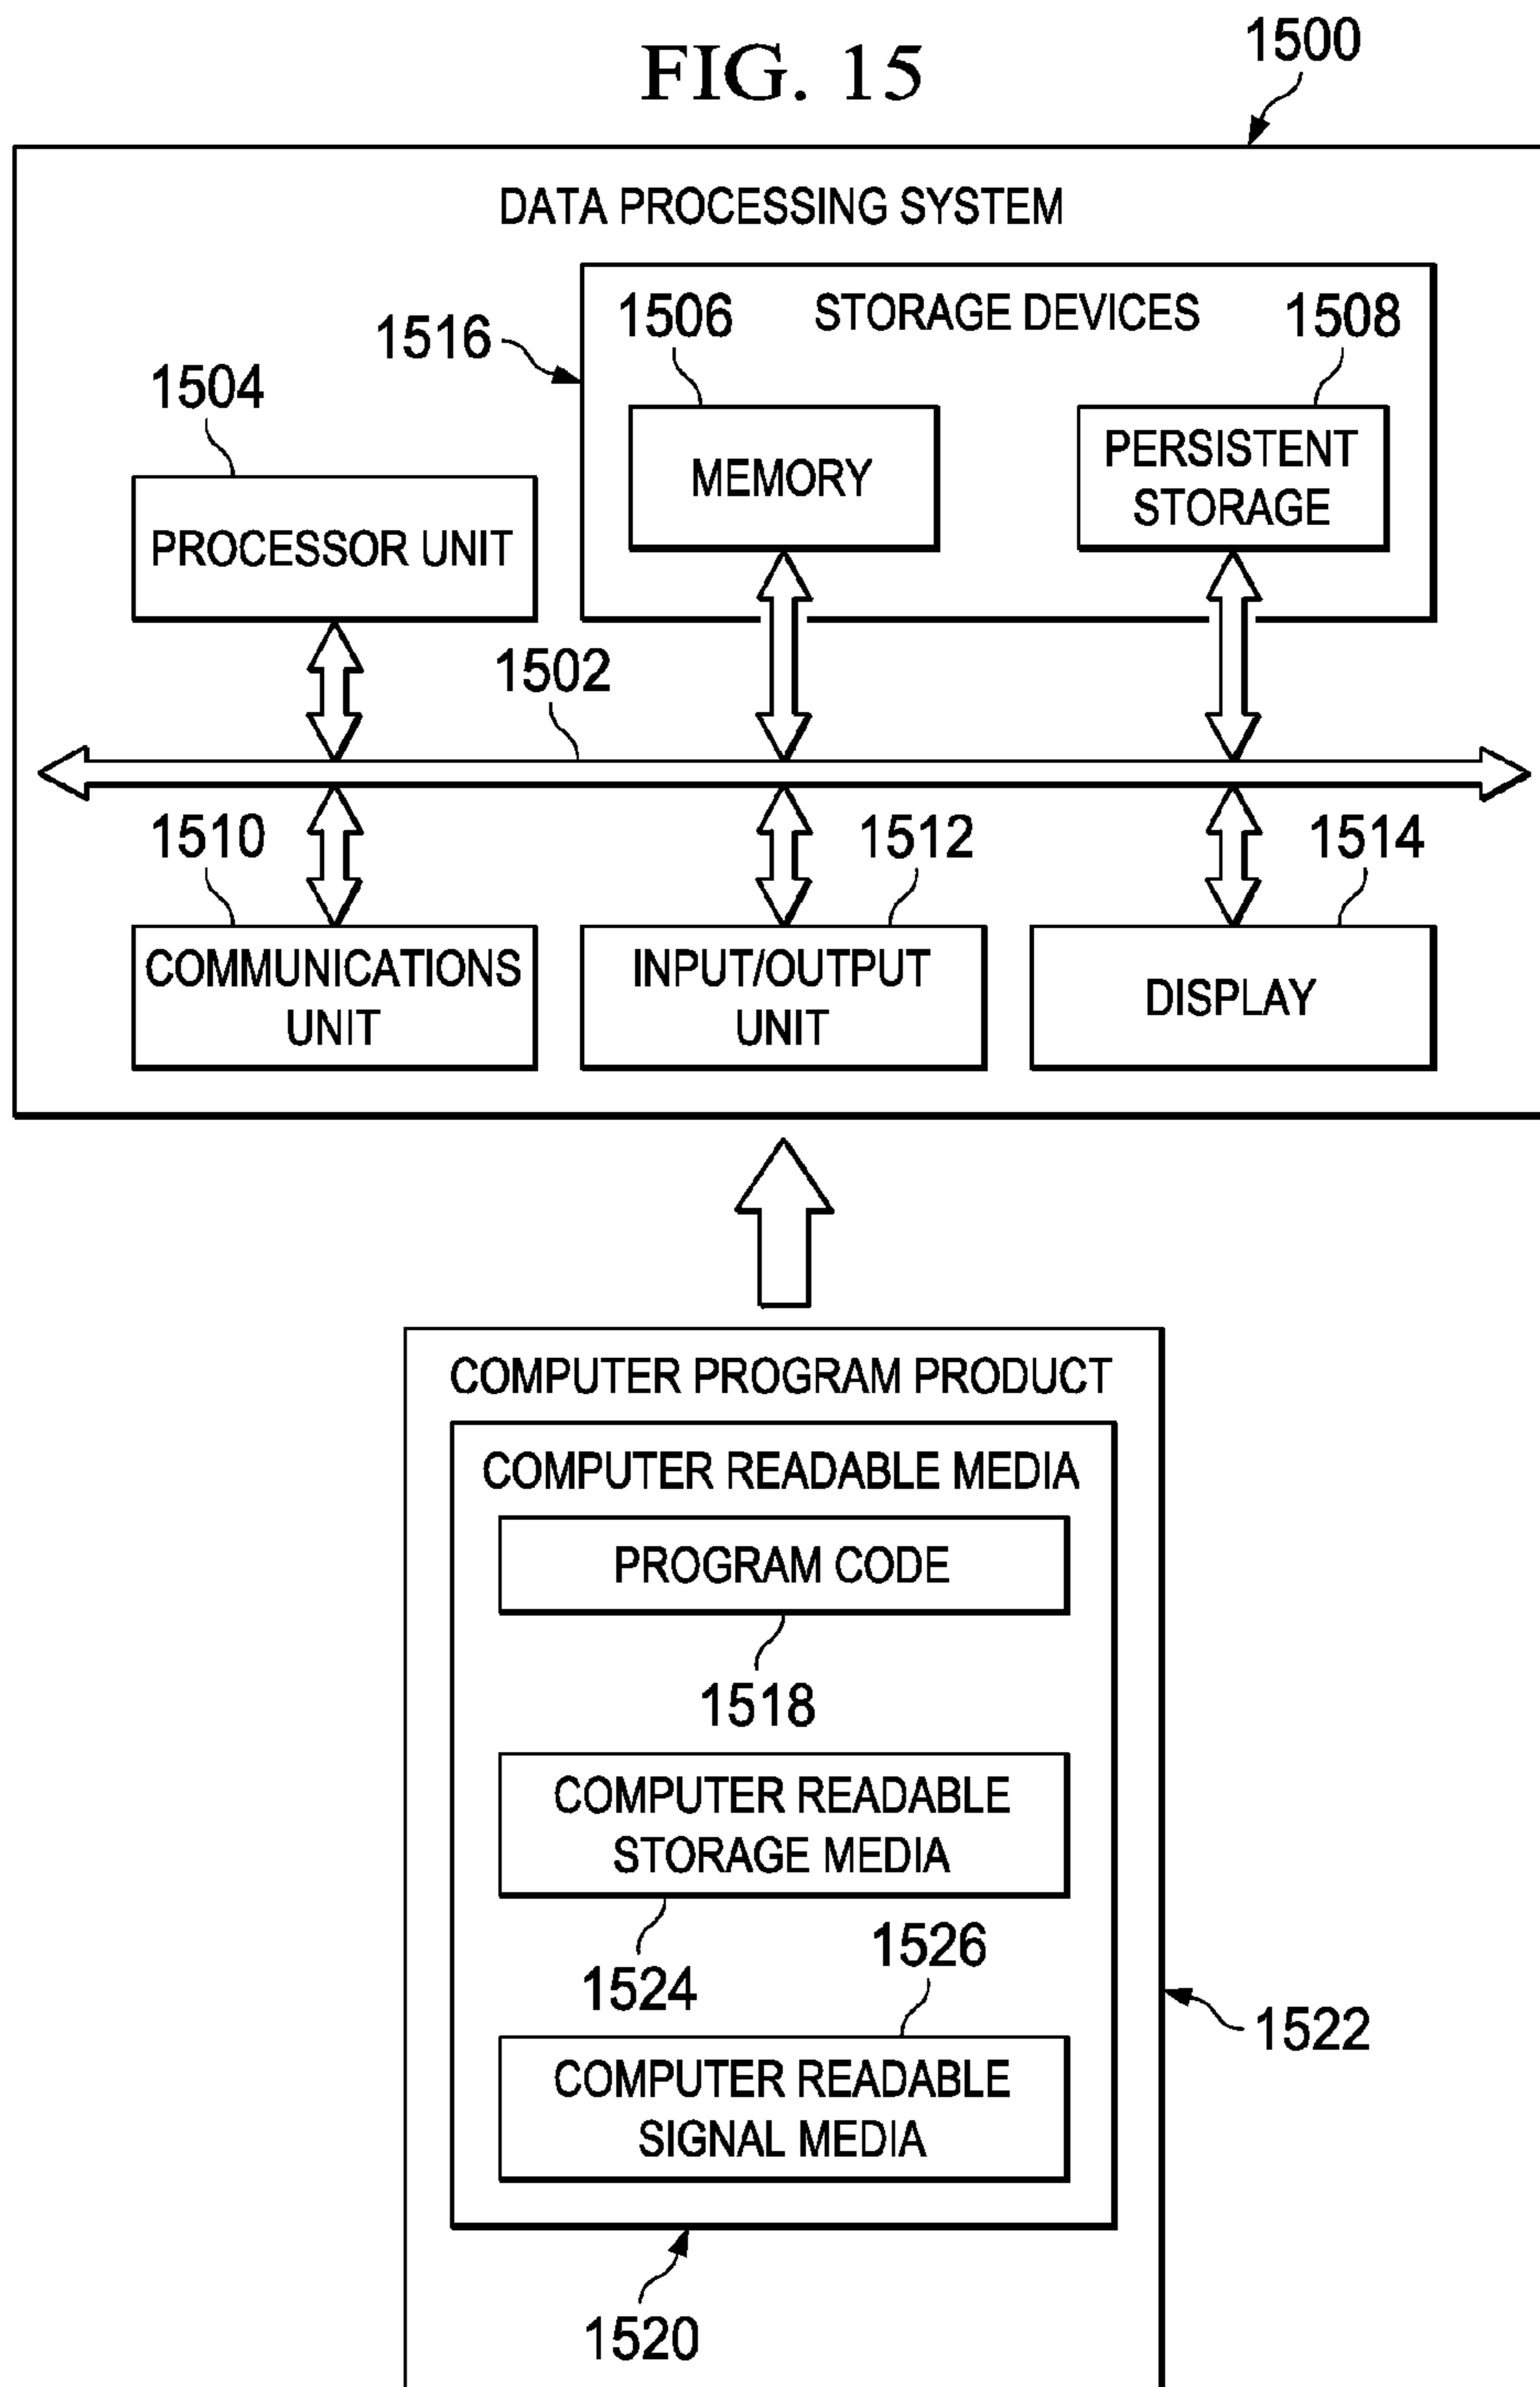 FIG. 15
1500
DATA PROCESSING SYSTEM
1516
1506
STORAGE DEVICES
1508
1504
MEMORY
PERSISTENT
STORAGE
PROCESSOR UNIT
1502
1510
1512
1514
COMMUNICATIONS
UNIT
INPUT/OUTPUT
UNIT
DISPLAY
COMPUTER PROGRAM PRODUCT
COMPUTER READABLE MEDIA
PROGRAM CODE
1518
COMPUTER READABLE
STORAGE MEDIA
1524
1526
COMPUTER READABLE
SIGNAL MEDIA
1522
1520